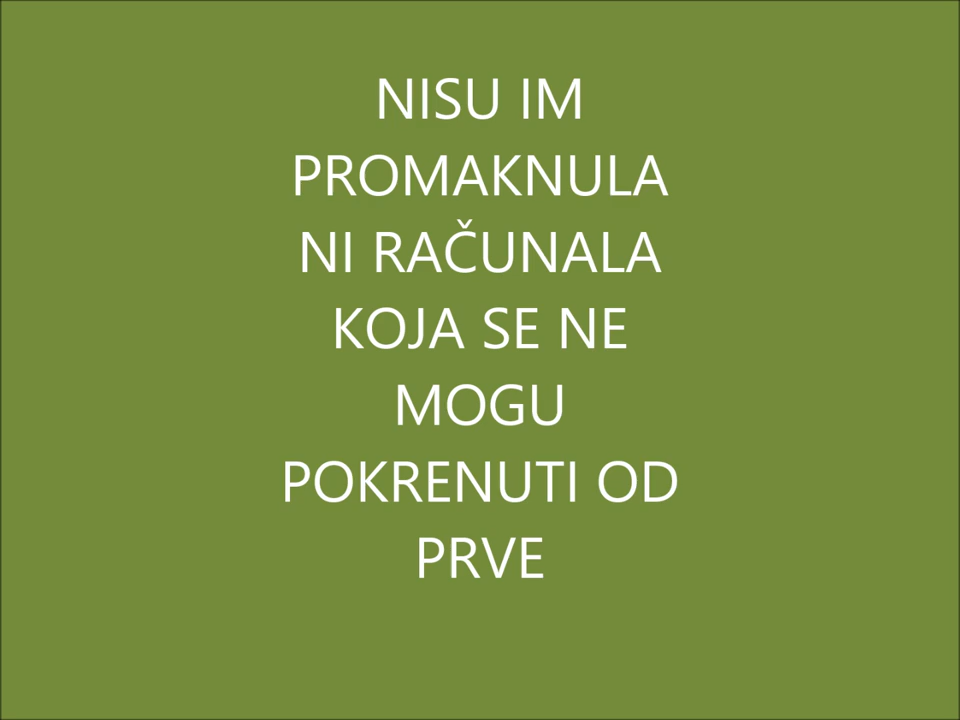 NISU IM
PROMAKNULA
NI RAČUNALA
KOJA SE NE
MOGU
POKRENUTI OD
PRVE